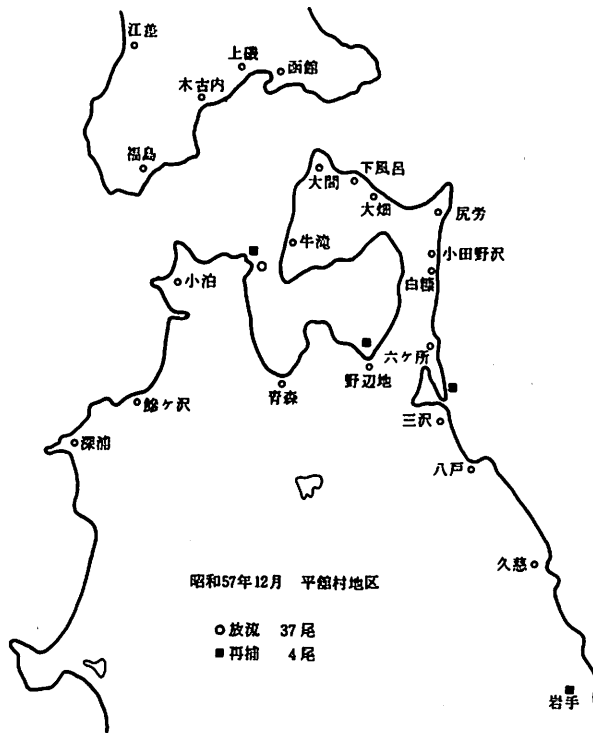 江差
上磯
函館
木古内
福島
大間
下風呂
大畑
尻労
牛滝
小田野沢
白糠
小泊
六ケ所
野辺地
青森
三沢
鰺ケ沢
深浦
八戸
久慈
昭和57年12月 平舘村地区
放流 37尾
再捕 4尾
岩手